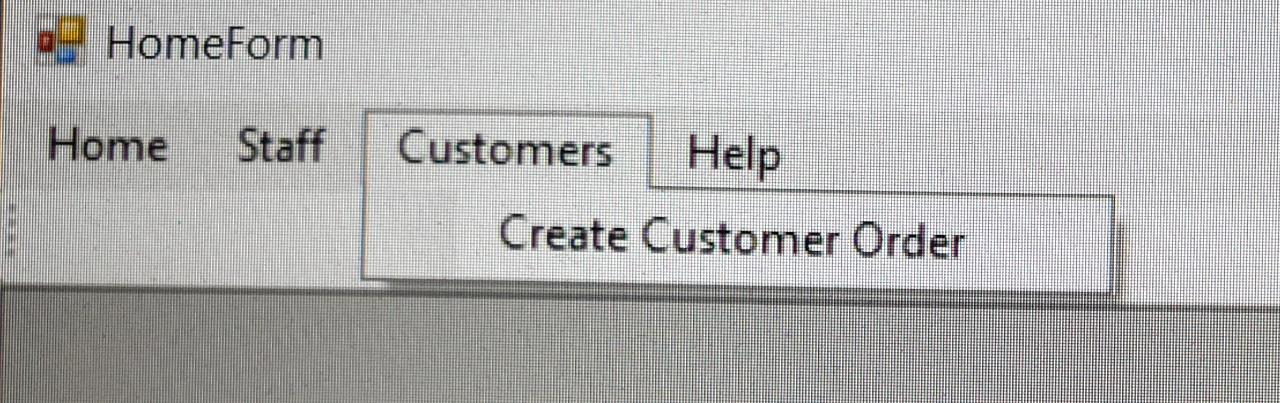 HomeForm
Home Staff Customers Help
Create Customer Order